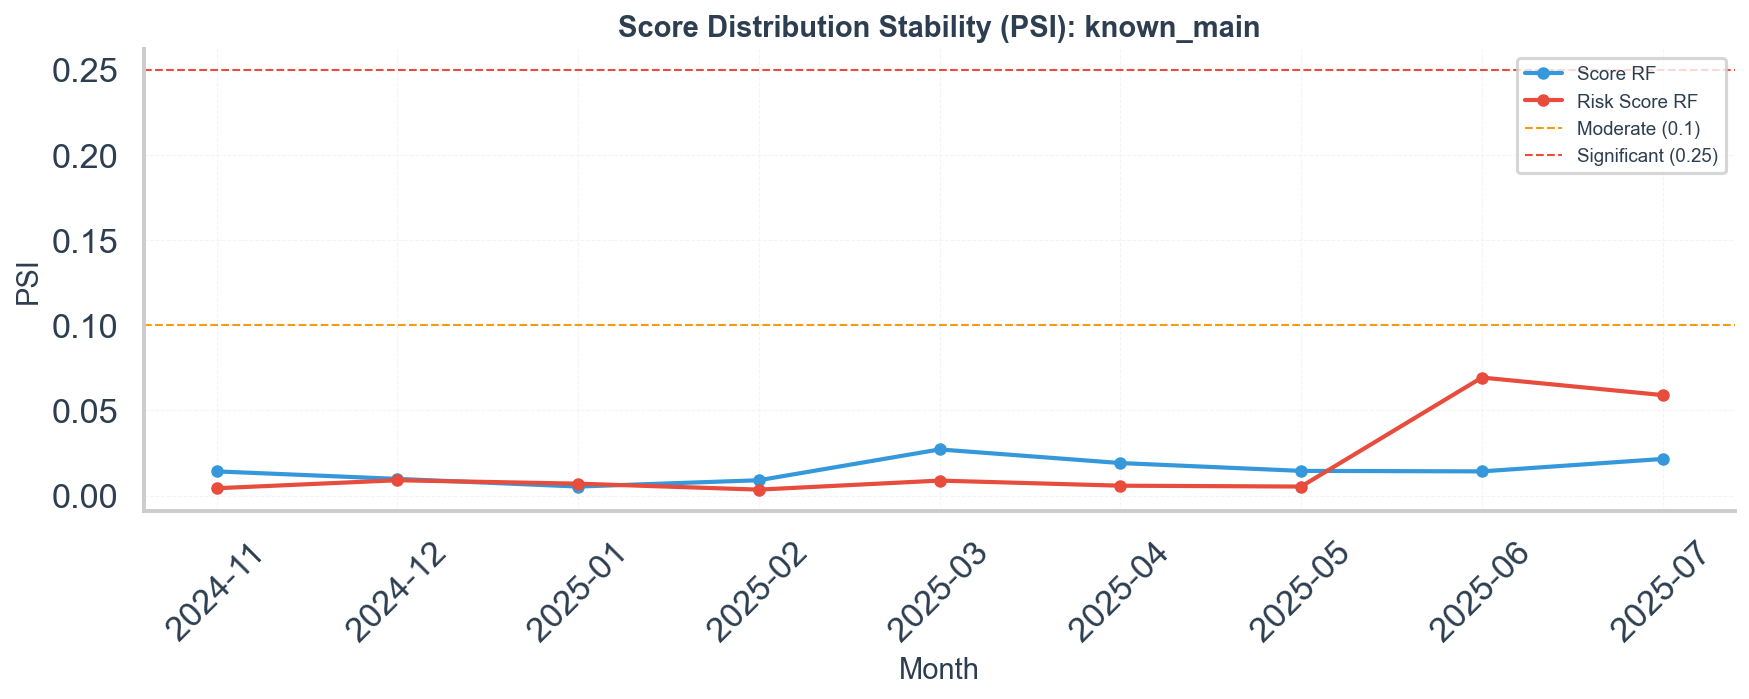 Score Distribution Stability (PSI): known_main
0.25
0.20
0.15
0.10
0.05
0.00
PSI
Score RF
Risk Score RF
Moderate (0.1)
Significant (0.25)
2024-11
2024-12
2025-01
2025-02
2025-03
2025-04
2025-05
2025-06
2025-07
Month